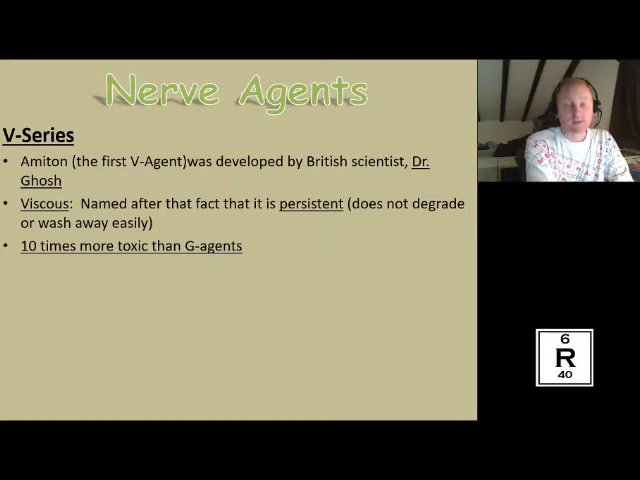 Nerve Agents
V-Series
• Amiton (the first V-Agent)was developed by British scientist, Dr.
Ghosh
• Viscous: Named after that fact that it is persistent (does not degrade
or wash away easily)
• 10 times more toxic than G-agents
6
R
40